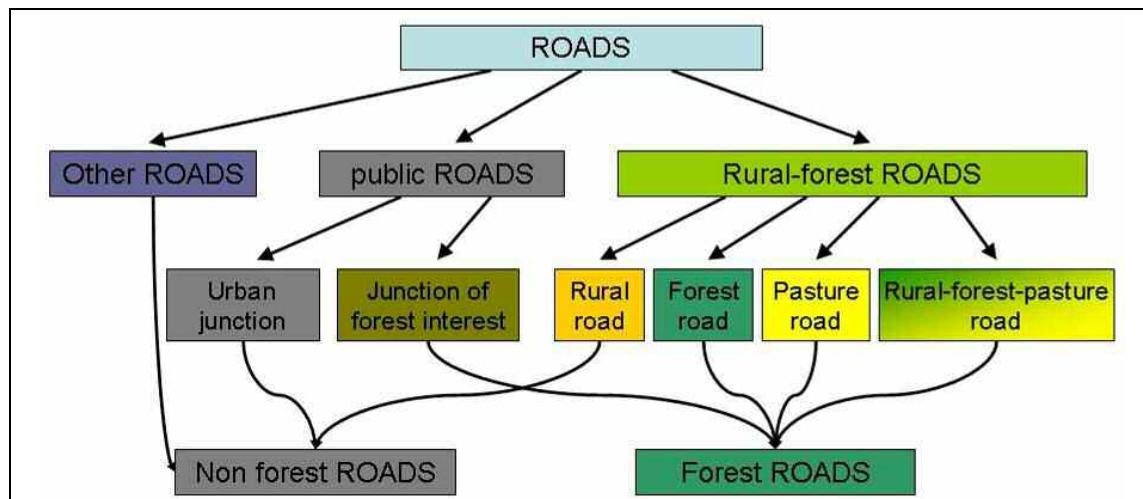 ROADS
Other ROADS
public ROADS
Rural-forest ROADS
Urban
junction
Junction of
forest interest
Rural
road
Forest
road
Pasture
road
Rural-forest-pasture
road
Non forest ROADS
Forest ROADS